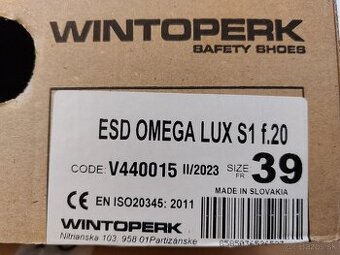 WINTOPERK
SAFETY SHOES
ESD OMEGA LUX S1 f.20
CODE: V440015 II/2023 SIZE FR 39
MADE IN SLOVAKIA
CE EN ISO20345: 2011
WINTOPERK
Nitrianska 103, 958 01 Partizánske